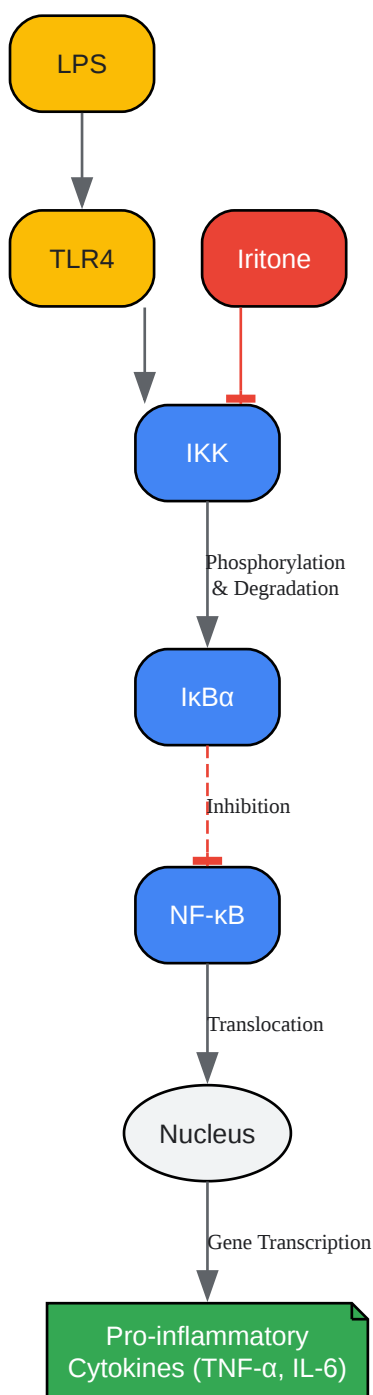 LPS
TLR4
Iritone
IKK
Phosphorylation
& Degradation
IκBα
Inhibition
NF-κB
Translocation
Nucleus
Gene Transcription
Pro-inflammatory
Cytokines (TNF-α, IL-6)